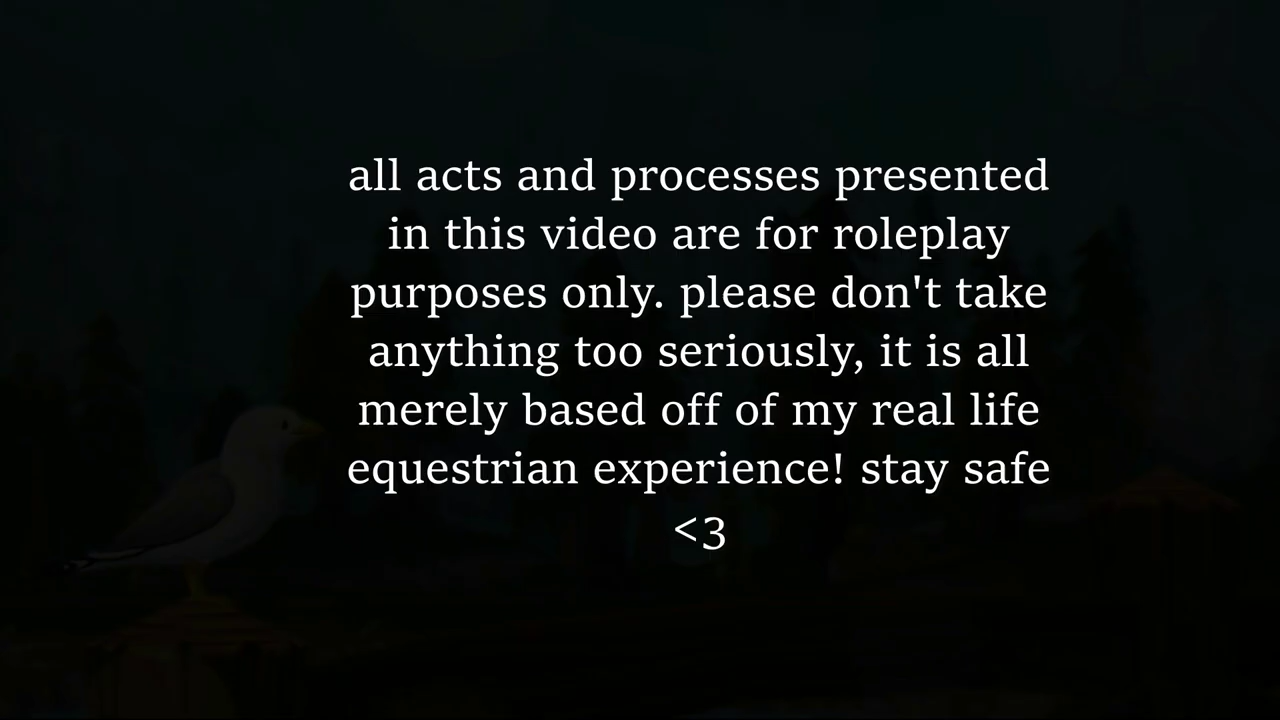 all acts and processes presented
in this video are for roleplay
purposes only. please don't take
anything too seriously, it is all
merely based off of my real life
equestrian experience! stay safe
<3